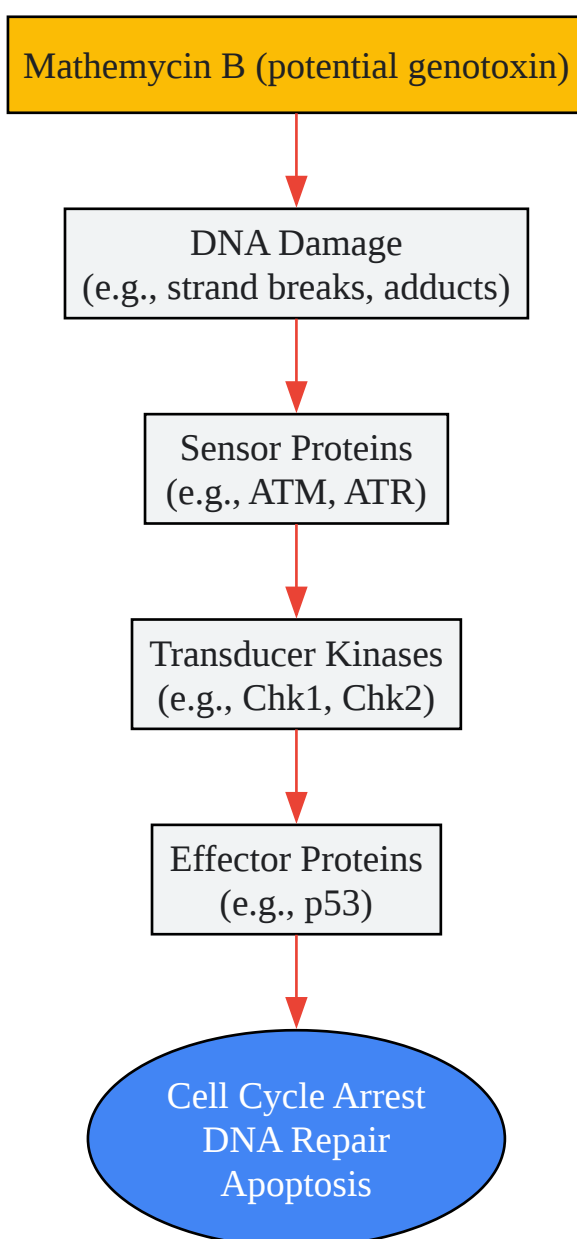 Mathemycin B (potential genotoxin)
DNA Damage
(e.g., strand breaks, adducts)
Sensor Proteins
(e.g., ATM, ATR)
Transducer Kinases
(e.g., Chk1, Chk2)
Effector Proteins
(e.g., p53)
Cell Cycle Arrest
DNA Repair
Apoptosis